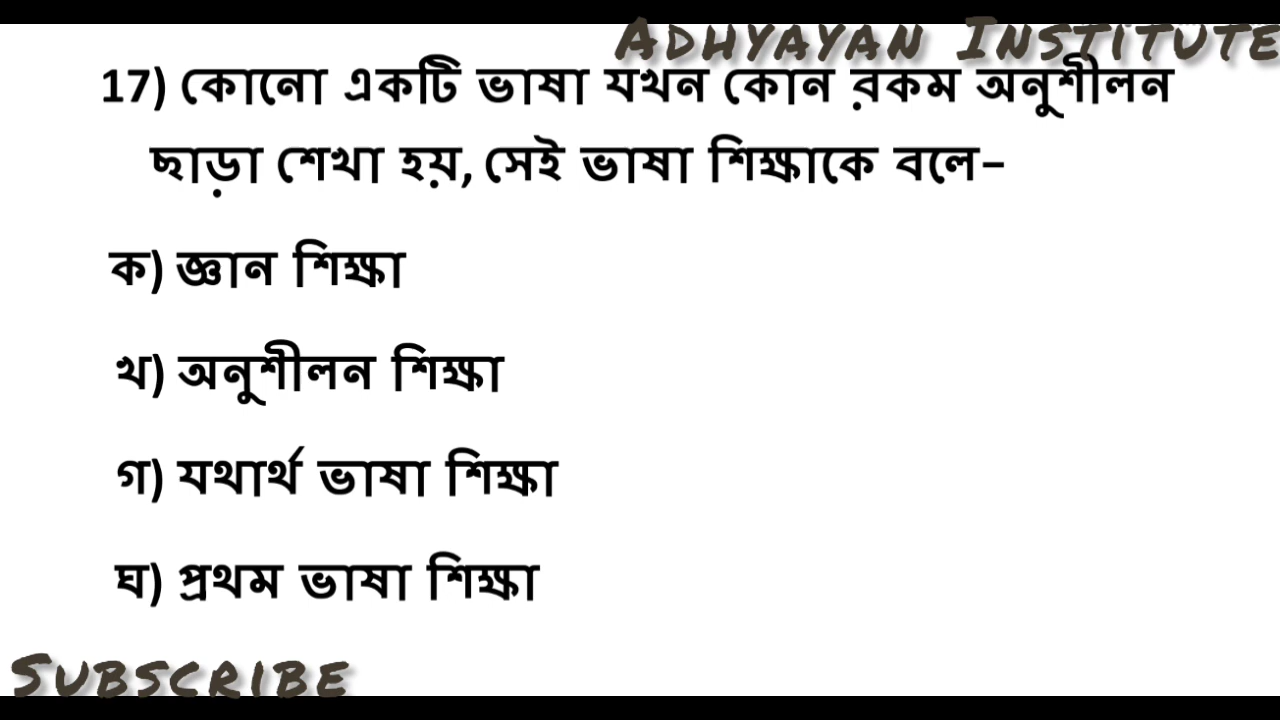 ADHYAYAN INSTITUTE
17) কোনো একটি ভাষা যখন কোন রকম অনুশীলন
ছাড়া শেখা হয়, সেই ভাষা শিক্ষাকে বলে–
ক) জ্ঞান শিক্ষা
খ) অনুশীলন শিক্ষা
গ) যথার্থ ভাষা শিক্ষা
ঘ) প্রথম ভাষা শিক্ষা
SUBSCRIBE